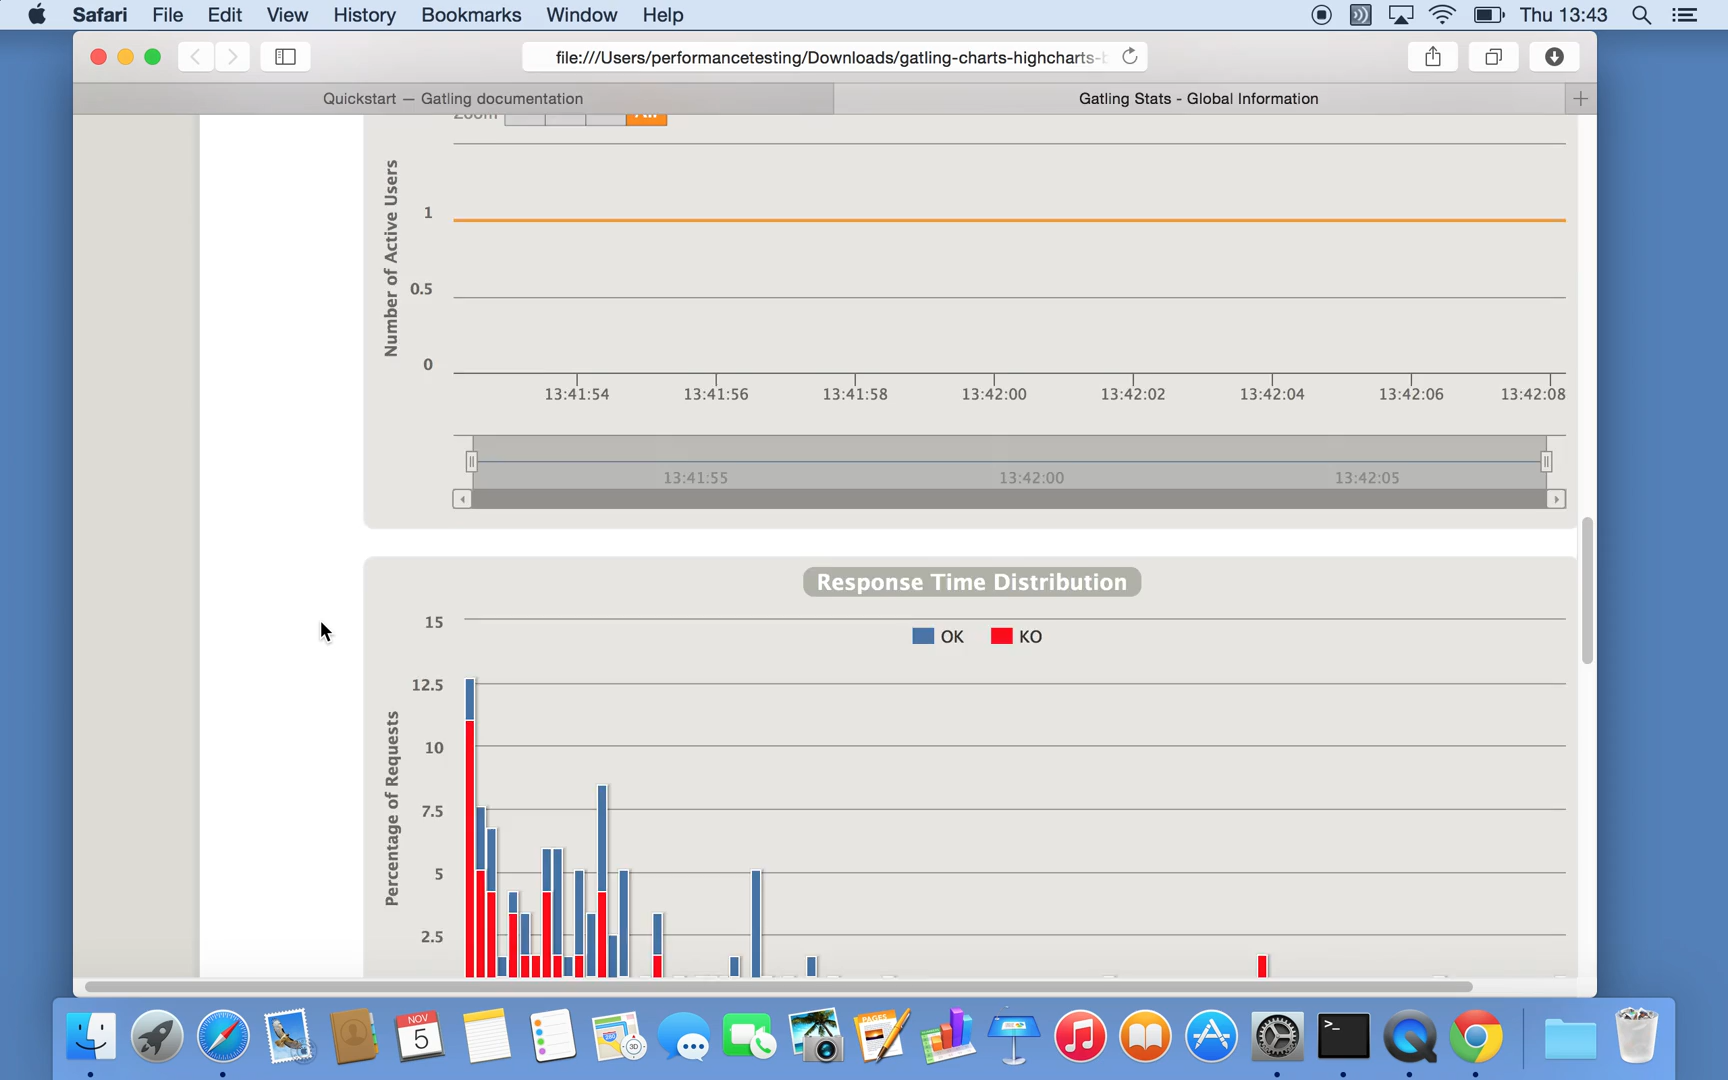 Safari File Edit View History Bookmarks Window Help Thu 13:43
file:///Users/performancetesting/Downloads/gatling-charts-highcharts-
Quickstart — Gatling documentation
Gatling Stats - Global Information
Zoom All
Number of Active Users
1
0.5
0
13:41:54 13:41:56 13:41:58 13:42:00 13:42:02 13:42:04 13:42:06 13:42:08
13:41:55 13:42:00 13:42:05
Response Time Distribution
OK KO
Percentage of Requests
15
12.5
10
7.5
5
2.5
NOV
5
3D
PAGES
>_